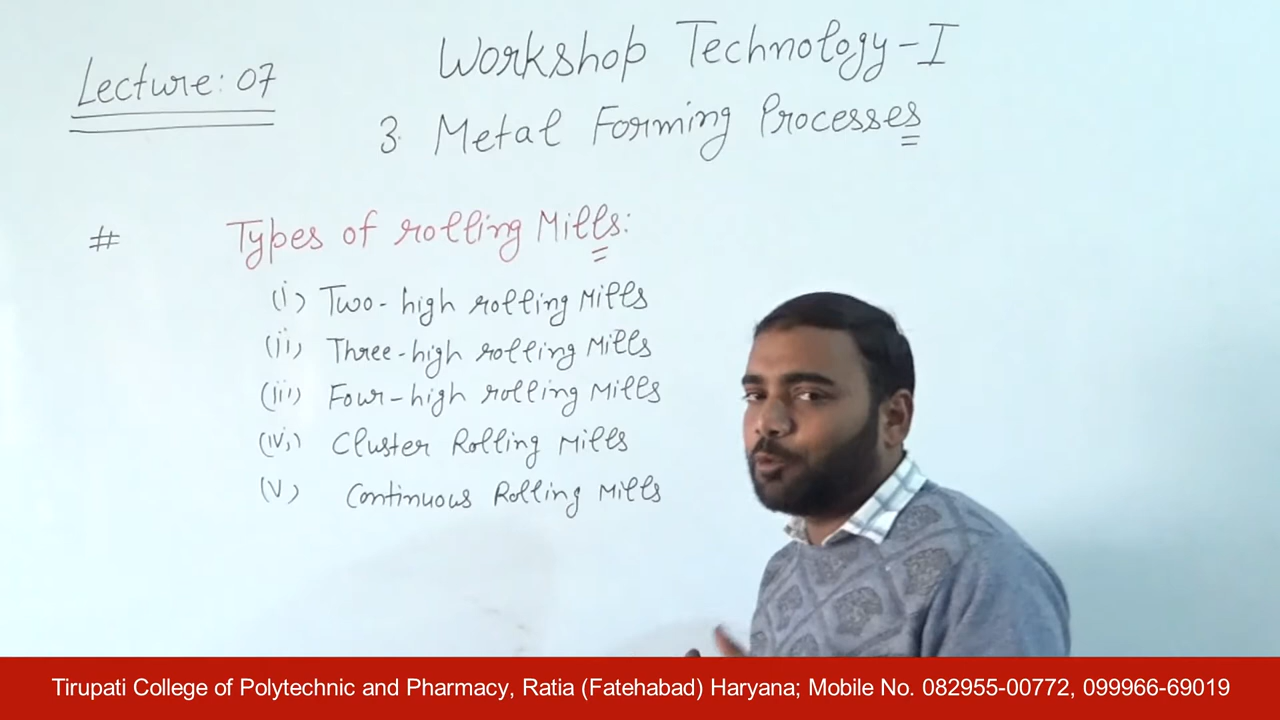 Lecture: 07
Workshop Technology-I
3. Metal Forming Processes
# Types of rolling Mills:
(i) Two-high rolling Mills
(ii) Three-high rolling Mills
(iii) Four-high rolling Mills
(iv) Cluster Rolling Mills
(v) Continuous Rolling Mills
Tirupati College of Polytechnic and Pharmacy, Ratia (Fatehabad) Haryana; Mobile No. 082955-00772, 099966-69019